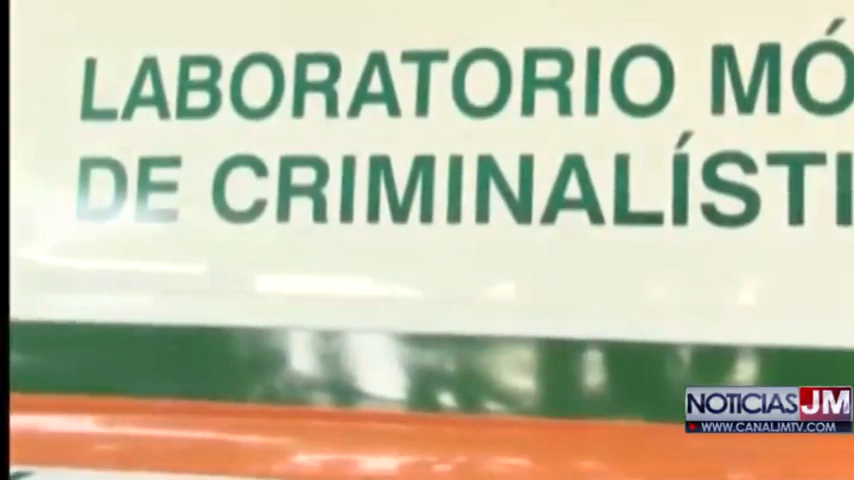 LABORATORIO MÓ
DE CRIMINALÍSTI
NOTICIAS JM
WWW.CANALJMTV.COM